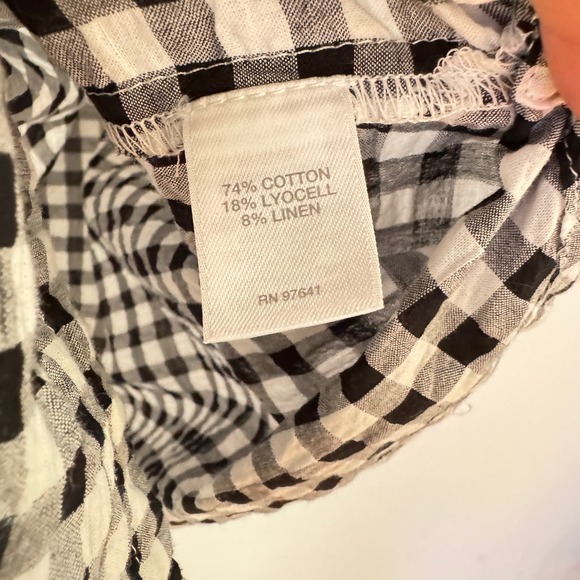 74% COTTON
18% LYOCELL
8% LINEN
RN 97641